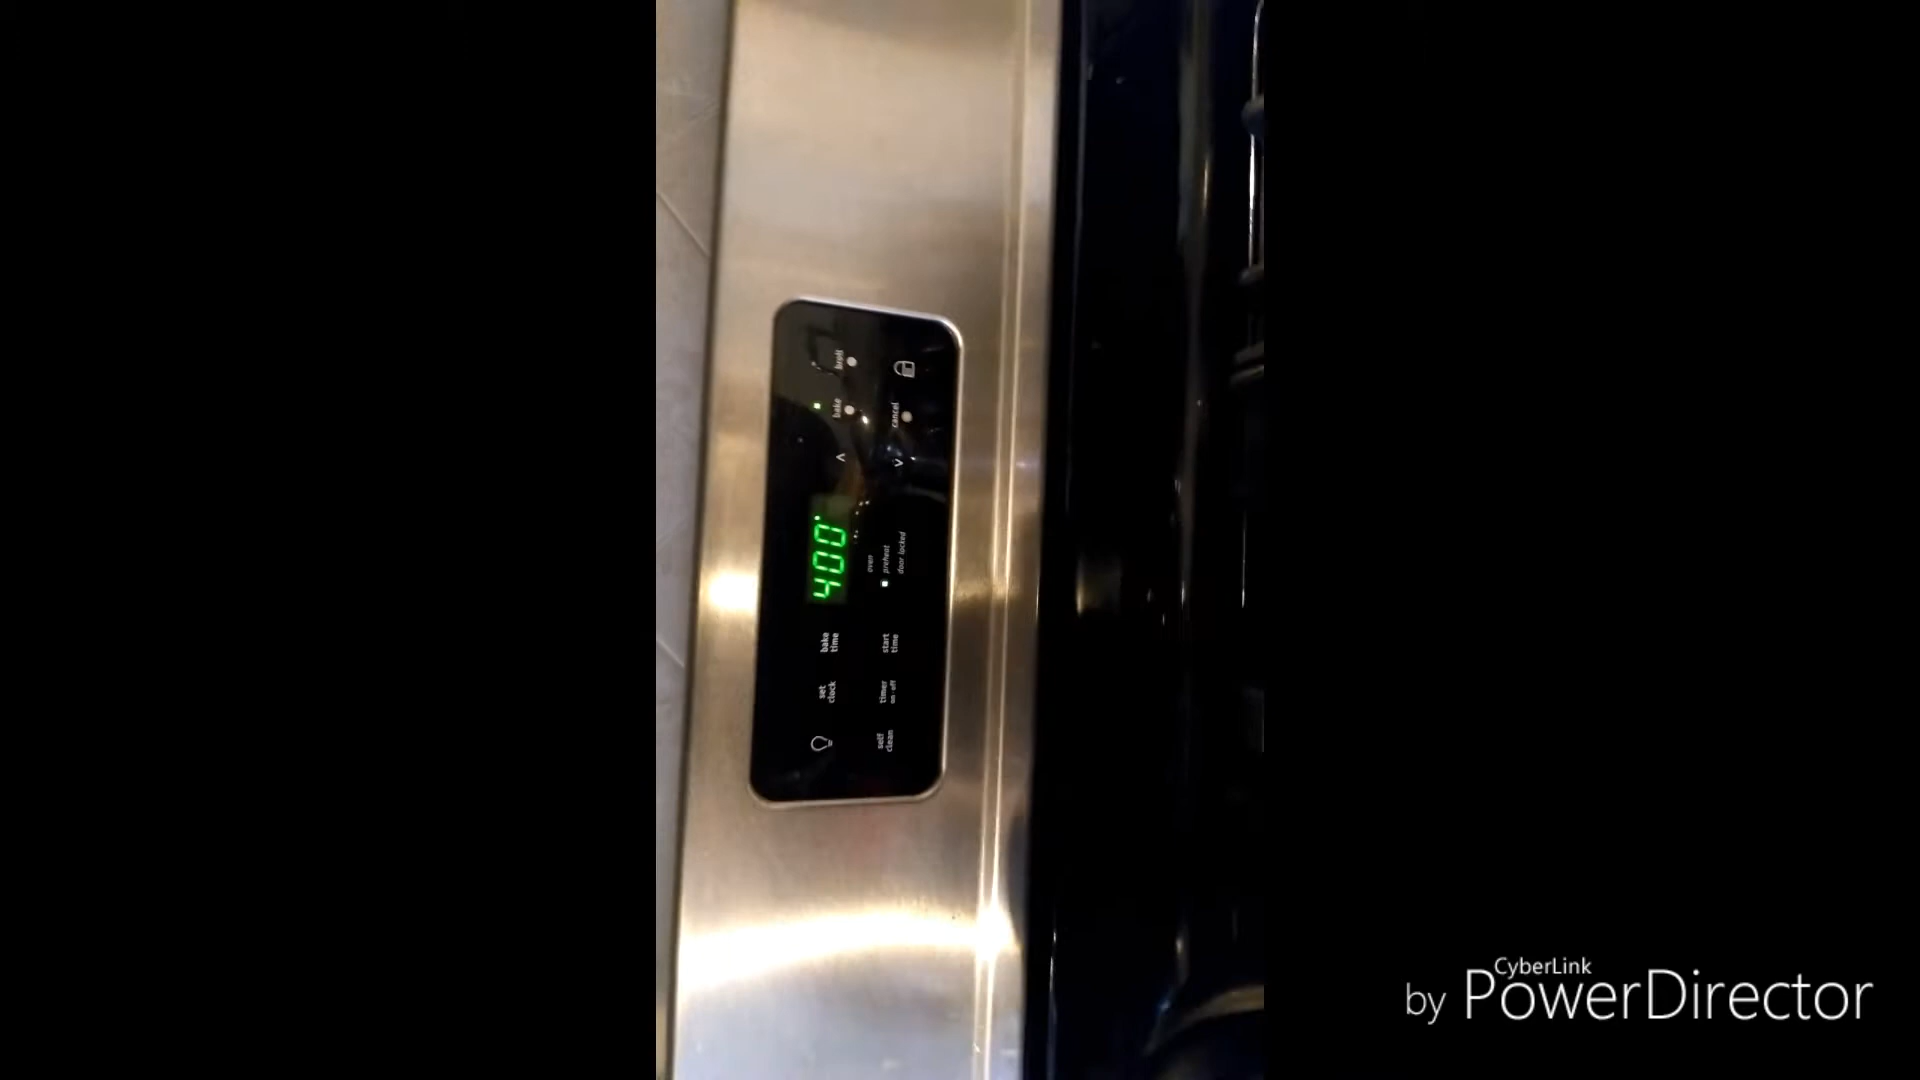 bake
time
set
clock
400°
^
bake
broil
self
clean
timer
on · off
start
time
oven
preheat
door locked
v
cancel
CyberLink
by PowerDirector